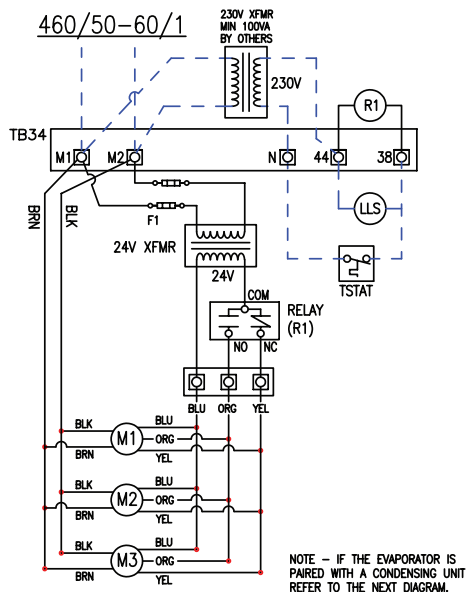 460/50-60/1
230V XFMR
MIN 100VA
BY OTHERS
230V
R1
TB34
M1
M2
N
44
38
BRN
BLK
F1
LLS
24V XFMR
24V
TSTAT
COM
RELAY
(R1)
NO
NC
BLU
ORG
YEL
BLK
M1
BLU
ORG
BRN
YEL
BLK
M2
BLU
ORG
BRN
YEL
BLK
M3
BLU
ORG
BRN
YEL
NOTE - IF THE EVAPORATOR IS
PAIRED WITH A CONDENSING UNIT
REFER TO THE NEXT DIAGRAM.